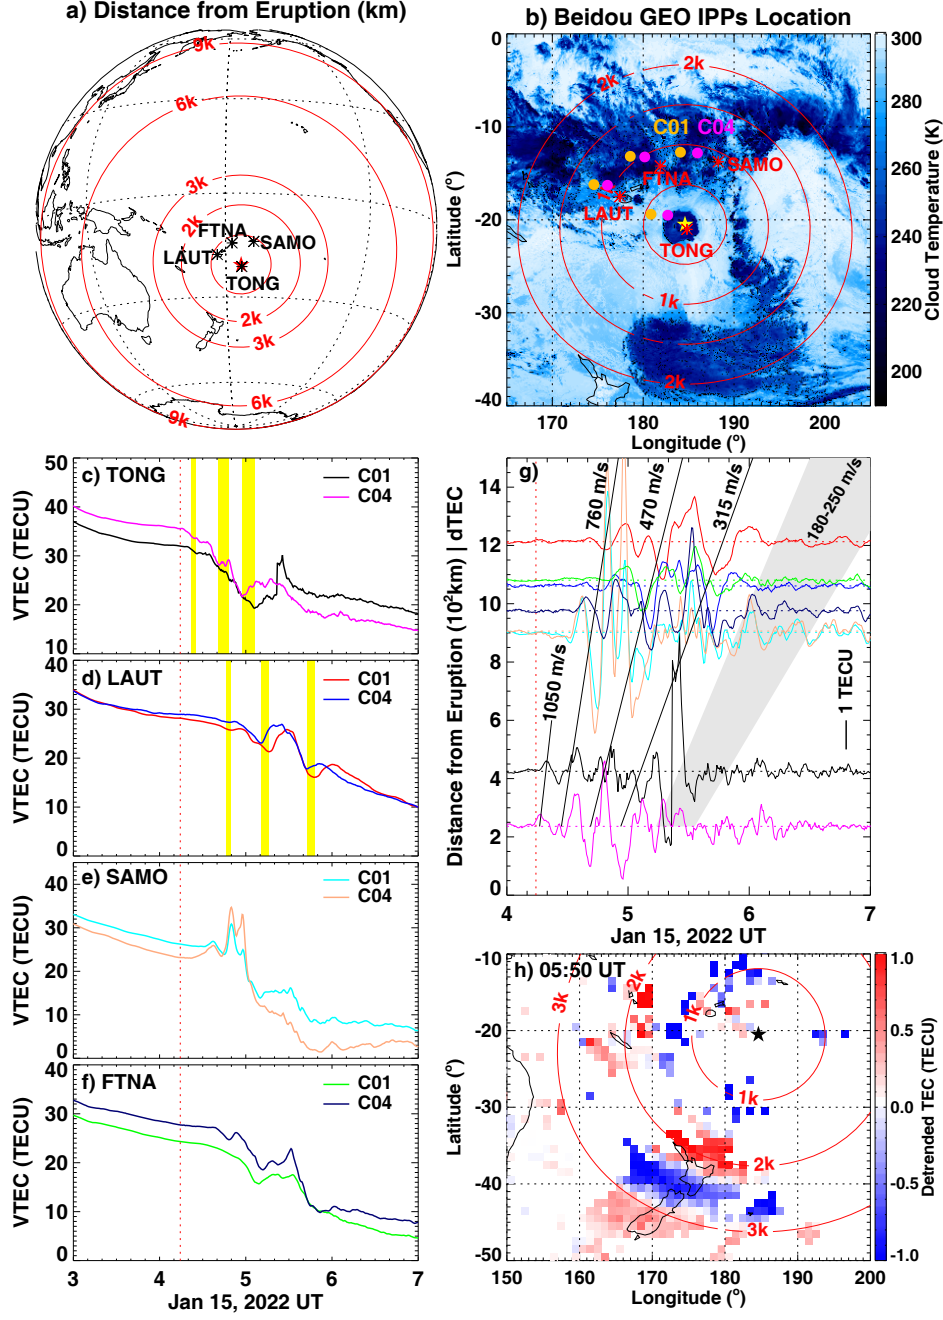 a) Distance from Eruption (km)
9k
6k
3k
2k
FTNA
SAMO
LAUT
TONG
2k
3k
6k
9k
b) Beidou GEO IPPs Location
0
-10
-20
-30
-40
Latitude (°)
2k
2k
C01 C04
SAMO
FTNA
LAUT
TONG
1k
2k
170 180 190 200
Longitude (°)
300
280
260
240
220
200
Cloud Temperature (K)
c) TONG
C01
C04
50
40
30
20
10
VTEC (TECU)
d) LAUT
C01
C04
40
30
20
10
0
VTEC (TECU)
e) SAMO
C01
C04
40
30
20
10
0
VTEC (TECU)
f) FTNA
C01
C04
40
30
20
10
0
VTEC (TECU)
3 4 5 6 7
Jan 15, 2022 UT
g)
14
12
10
8
6
4
2
0
Distance from Eruption (10²km) | dTEC
1050 m/s
760 m/s
470 m/s
315 m/s
180-250 m/s
1 TECU
4 5 6 7
Jan 15, 2022 UT
h) 05:50 UT
-10
-20
-30
-40
-50
Latitude (°)
3k
2k
1k
1k
2k
3k
150 160 170 180 190 200
Longitude (°)
1.0
0.5
0.0
-0.5
-1.0
Detrended TEC (TECU)